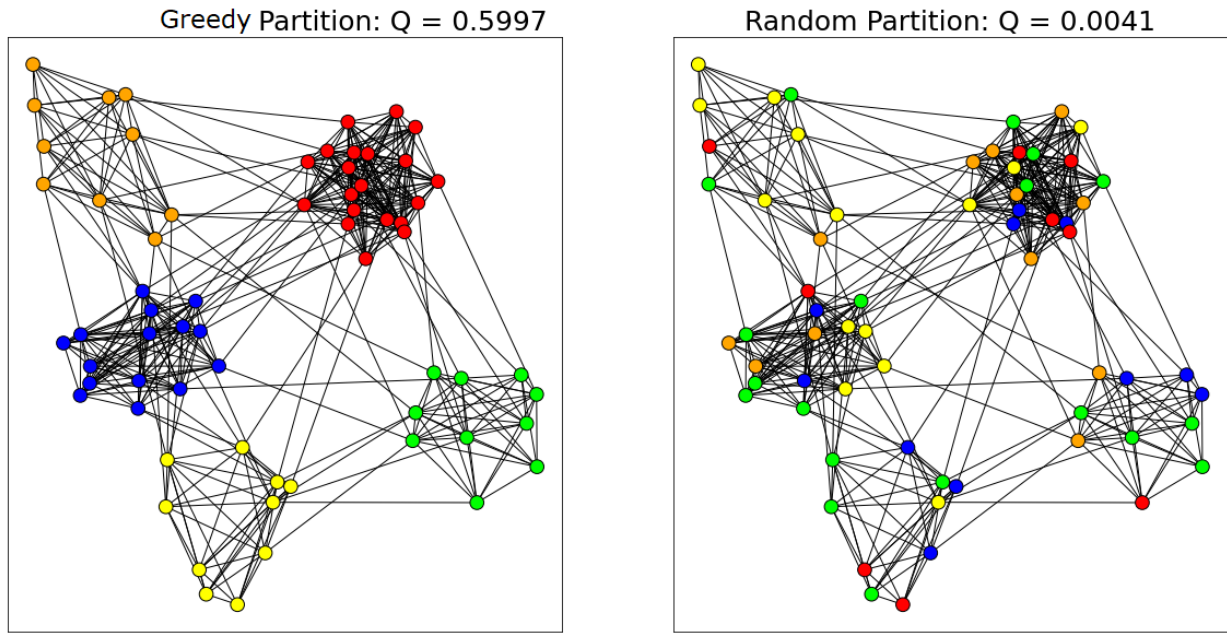 Greedy Partition: Q = 0.5997
Random Partition: Q = 0.0041